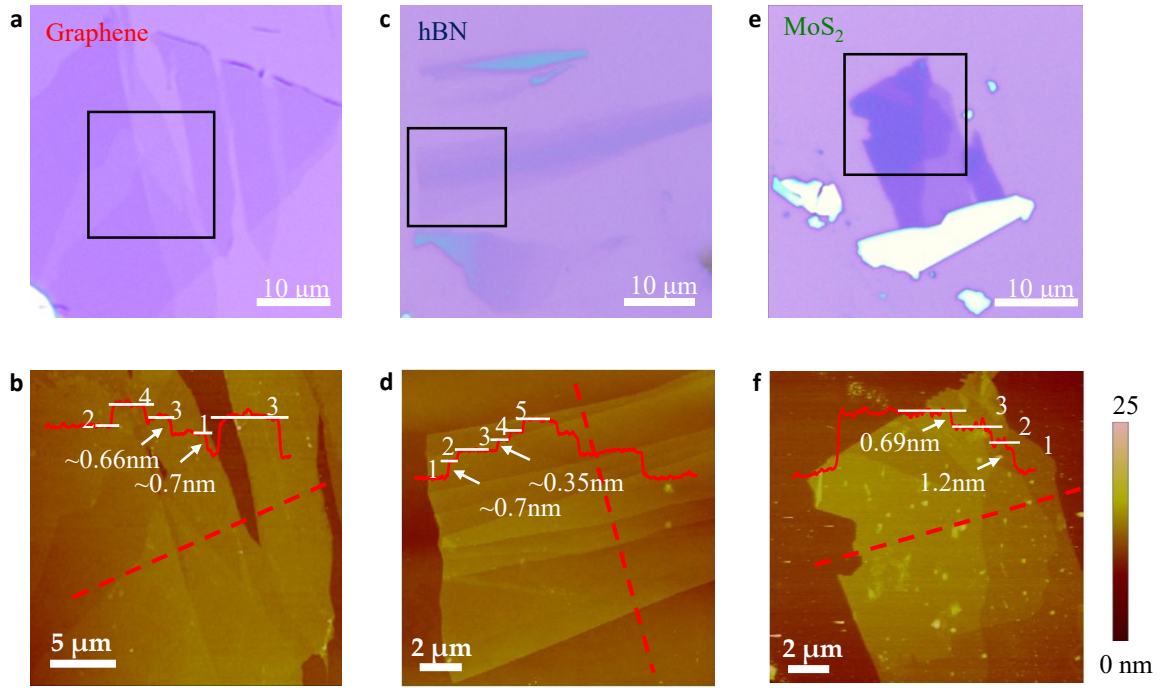 a
Graphene
10 μm
c
hBN
10 μm
e
MoS₂
10 μm
b
2
4
3
1
3
~0.66nm
~0.7nm
5 μm
d
1
2
3
4
5
~0.35nm
~0.7nm
2 μm
f
3
2
1
0.69nm
1.2nm
2 μm
25
0 nm